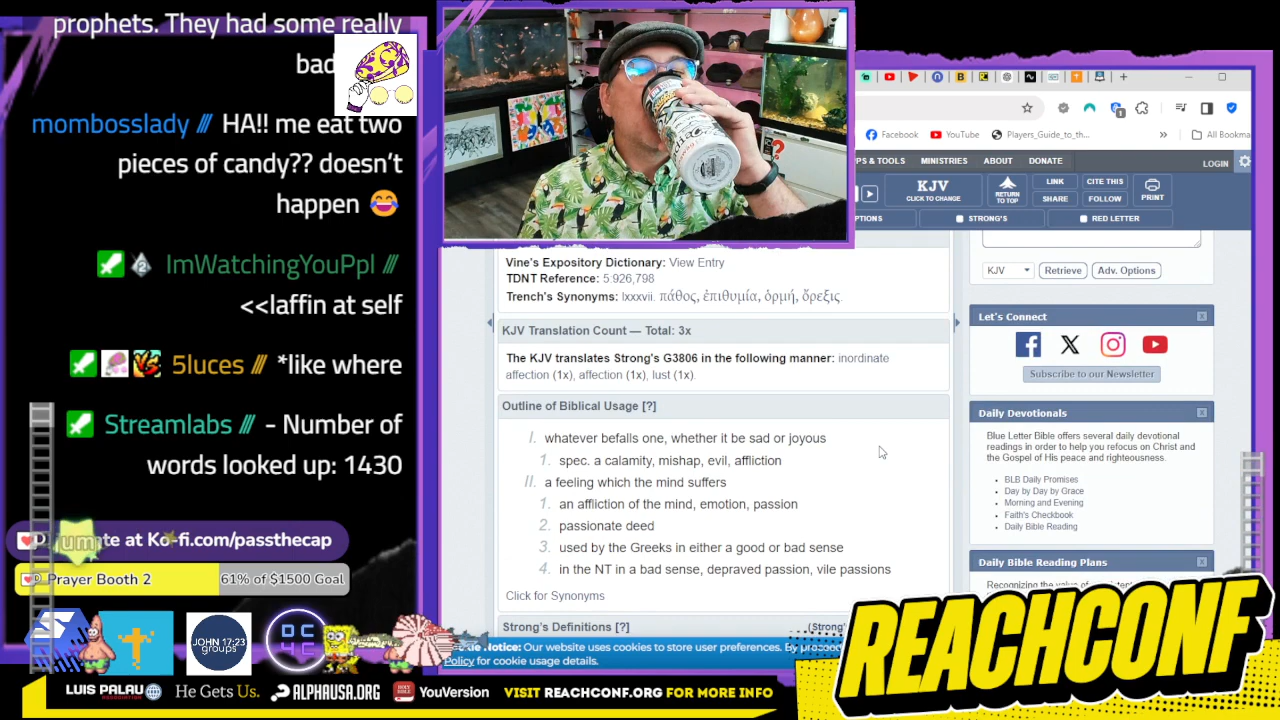 prophets. They had some really
bad
mombosslady /// HA!! me eat two
pieces of candy?? doesn't
happen 😂
ImWatchingYouPpl ///
<<laffin at self
5luces /// *like where
Streamlabs /// - Number of
words looked up: 1430
at Ko-fi.com/passthecap
Prayer Booth 2
61% of $1500 Goal
JOHN 17:23
groups
OC
4C
Facebook
YouTube
Players_Guide_to_th...
»
All Bookma
PS & TOOLS
MINISTRIES
ABOUT
DONATE
LOGIN
KJV
CLICK TO CHANGE
RETURN
TO TOP
LINK
SHARE
CITE THIS
FOLLOW
PRINT
PTIONS
STRONG'S
RED LETTER
Vine's Expository Dictionary: View Entry
TDNT Reference: 5:926,798
Trench's Synonyms: lxxxvii. πάθος, ἐπιθυμία, ὁρμή, ὄρεξις.
KJV Translation Count — Total: 3x
The KJV translates Strong's G3806 in the following manner: inordinate
affection (1x), affection (1x), lust (1x).
Outline of Biblical Usage [?]
I. whatever befalls one, whether it be sad or joyous
1. spec. a calamity, mishap, evil, affliction
II. a feeling which the mind suffers
1. an affliction of the mind, emotion, passion
2. passionate deed
3. used by the Greeks in either a good or bad sense
4. in the NT in a bad sense, depraved passion, vile passions
Click for Synonyms
Strong's Definitions [?]
(Strong'
Notice: Our website uses cookies to store user preferences. By proceed
Policy for cookie usage details.
KJV
Retrieve
Adv. Options
Let's Connect
Subscribe to our Newsletter
Daily Devotionals
Blue Letter Bible offers several daily devotional
readings in order to help you refocus on Christ and
the Gospel of His peace and righteousness.
BLB Daily Promises
Day by Day by Grace
Morning and Evening
Faith's Checkbook
Daily Bible Reading
Daily Bible Reading Plans
Recognizing the value of
REACHCONF
LUIS PALAU
He Gets Us.
ALPHAUSA.ORG
HOLY
BIBLE
YouVersion
VISIT REACHCONF.ORG FOR MORE INFO